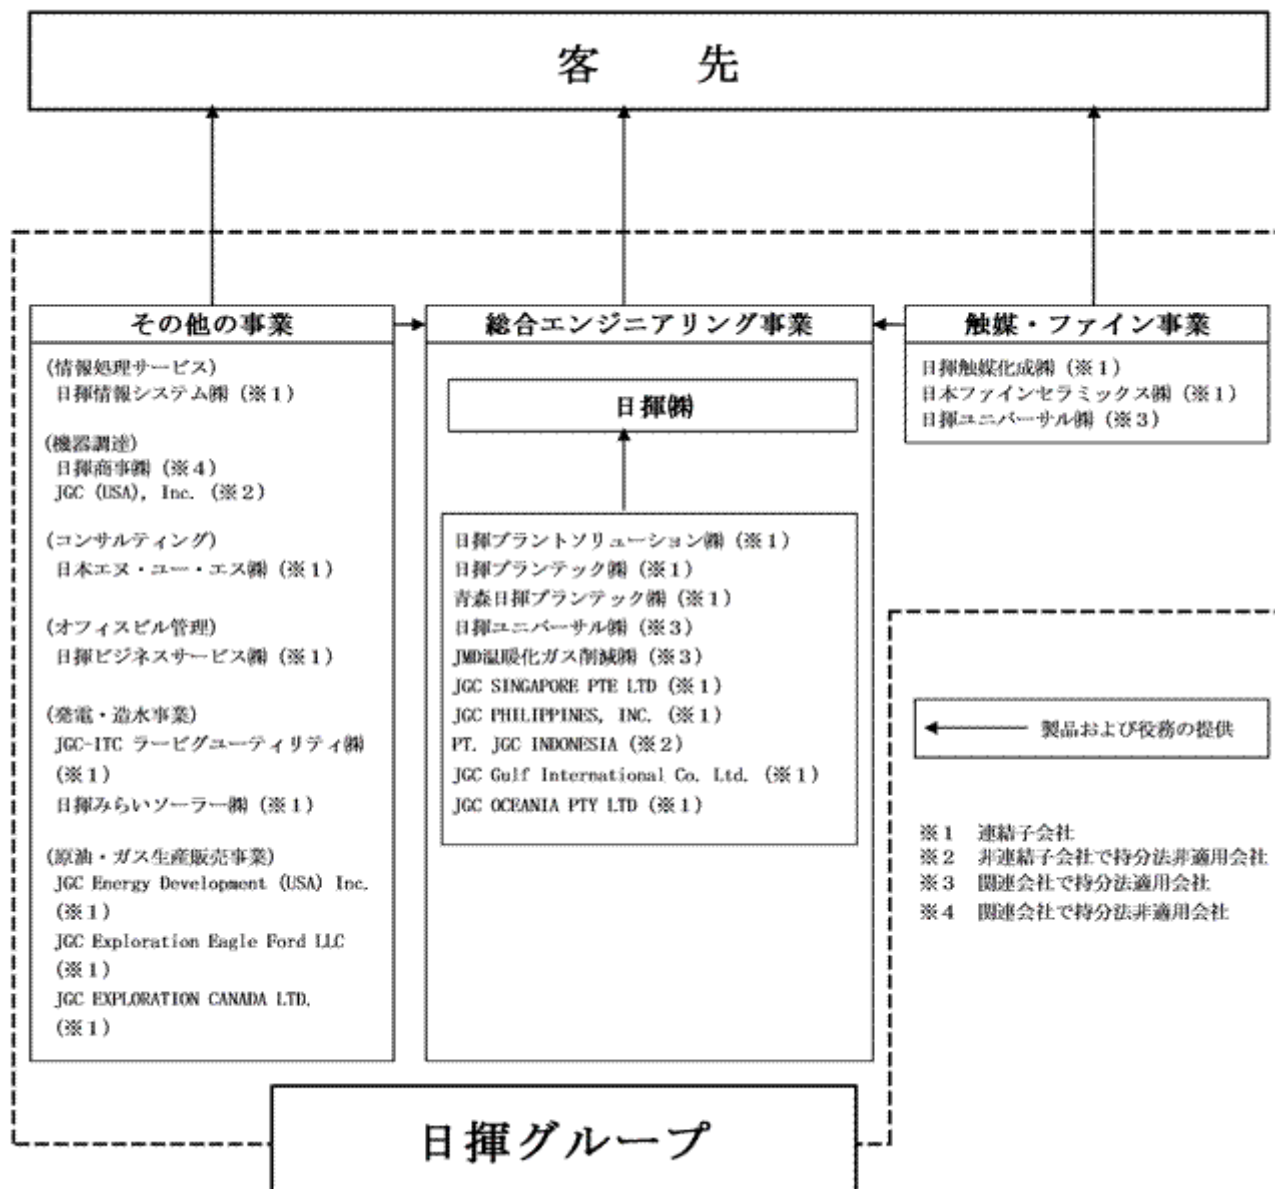 客 先
その他の事業
(情報処理サービス)
日揮情報システム㈱(※1)
(機器調達)
日揮商事㈱(※4)
JGC (USA), Inc. (※2)
(コンサルティング)
日本エヌ・ユー・エス㈱(※1)
(オフィスビル管理)
日揮ビジネスサービス㈱(※1)
(発電・造水事業)
JGC-ITC ラービグユーティリティ㈱
(※1)
日揮みらいソーラー㈱(※1)
(原油・ガス生産販売事業)
JGC Energy Development (USA) Inc.
(※1)
JGC Exploration Eagle Ford LLC
(※1)
JGC EXPLORATION CANADA LTD.
(※1)
総合エンジニアリング事業
日揮㈱
日揮プラントソリューション㈱(※1)
日揮プランテック㈱(※1)
青森日揮プランテック㈱(※1)
日揮ユニバーサル㈱(※3)
JMD温暖化ガス削減㈱(※3)
JGC SINGAPORE PTE LTD(※1)
JGC PHILIPPINES, INC.(※1)
PT. JGC INDONESIA(※2)
JGC Gulf International Co. Ltd.(※1)
JGC OCEANIA PTY LTD(※1)
触媒・ファイン事業
日揮触媒化成㈱(※1)
日本ファインセラミックス㈱(※1)
日揮ユニバーサル㈱(※3)
製品および役務の提供
※1 連結子会社
※2 非連結子会社で持分法非適用会社
※3 関連会社で持分法適用会社
※4 関連会社で持分法非適用会社
日揮グループ